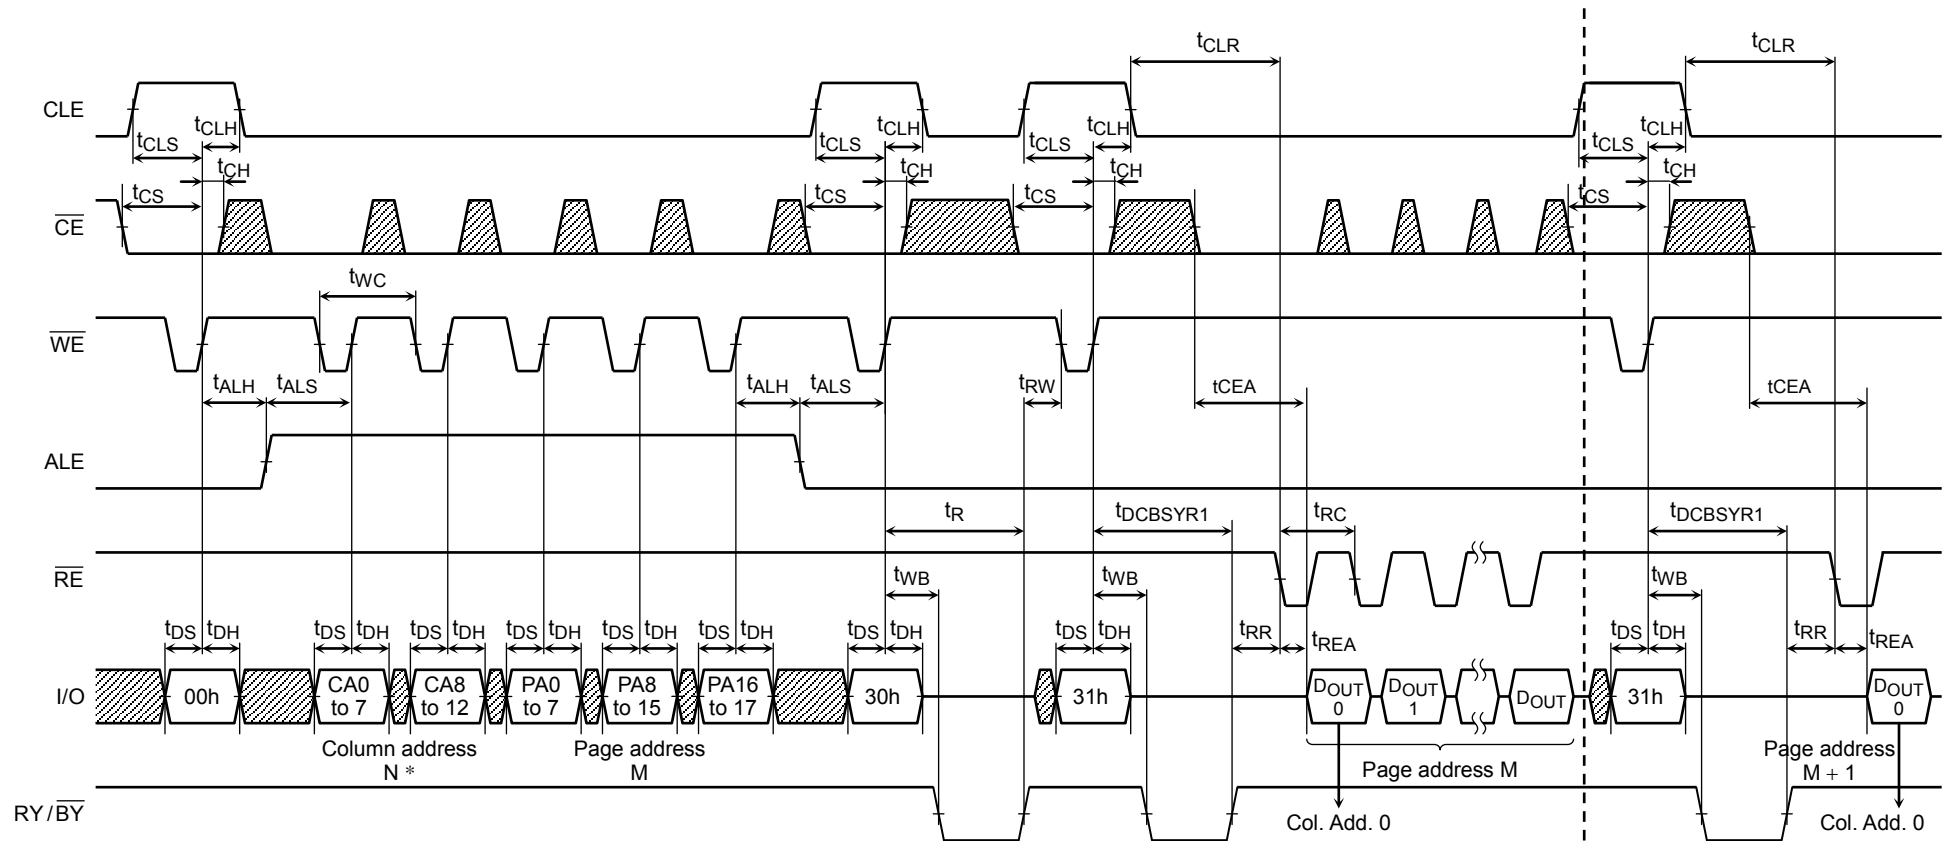 tCLR tCLR
CLE
tCLS tCLH tCLS tCLH tCLS tCLH tCLS tCLH
tCS tCH tCS tCH tCS tCH tCS tCH
CE
tWC
WE
tALH tALS tALH tALS tRW tCEA tCEA
ALE
tR tDCBSYR1 tRC tDCBSYR1
RE
tWB tWB tWB
tDS tDH tDS tDH tDS tDH tDS tDH tDS tDH tDS tDH tDS tDH tDS tDH tRR tREA tDS tDH tRR tREA
I/O 00h CA0 to 7 CA8 to 12 PA0 to 7 PA8 to 15 PA16 to 17 30h 31h DOUT 0 DOUT 1 DOUT 31h DOUT 0
Column address
N *
Page address
M
Page address M
Page address
M + 1
RY/BY
Col. Add. 0 Col. Add. 0